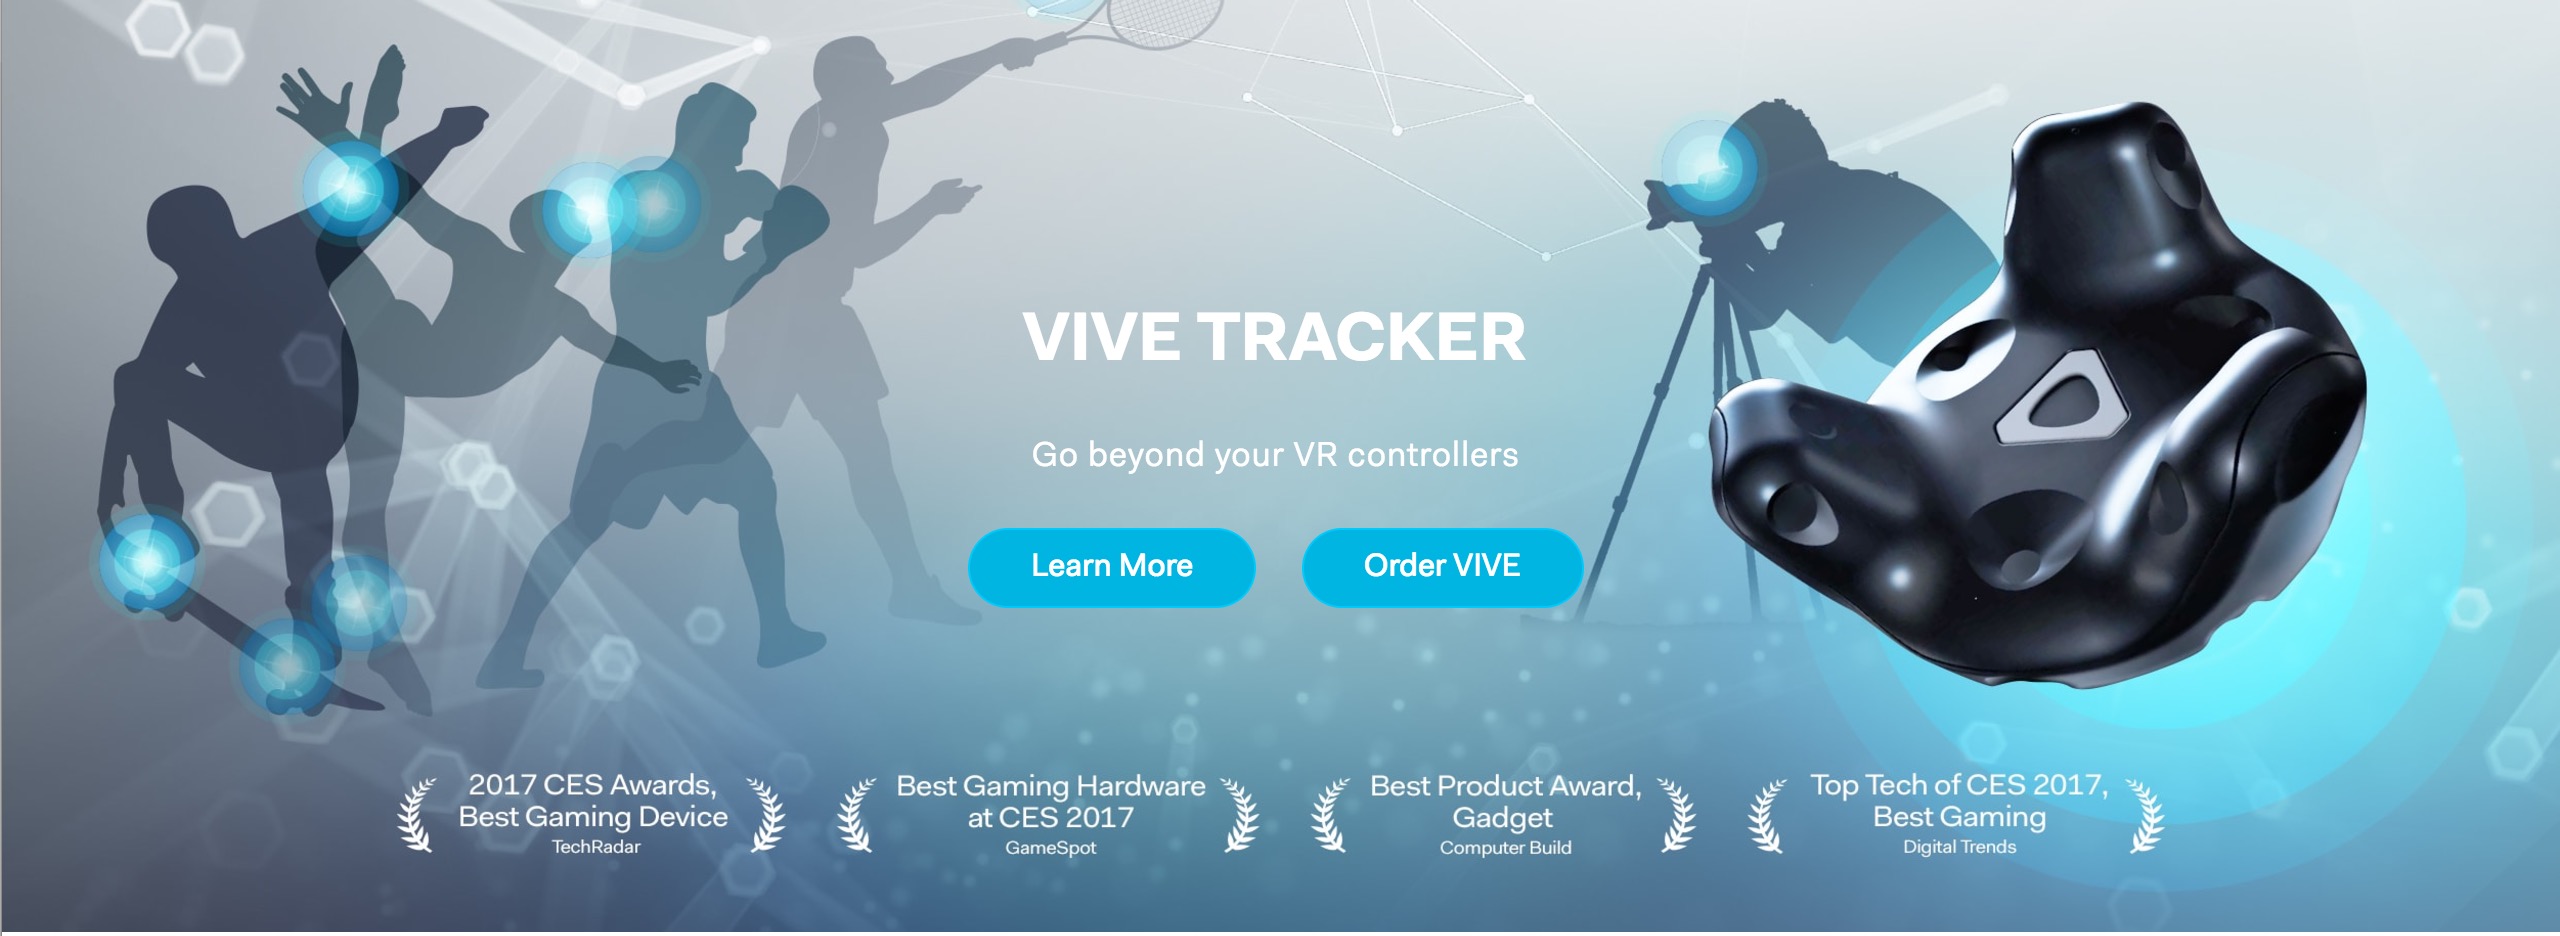 VIVE TRACKER
Go beyond your VR controllers
Learn More
Order VIVE
2017 CES Awards,
Best Gaming Device
TechRadar
Best Gaming Hardware
at CES 2017
GameSpot
Best Product Award,
Gadget
Computer Build
Top Tech of CES 2017,
Best Gaming
Digital Trends